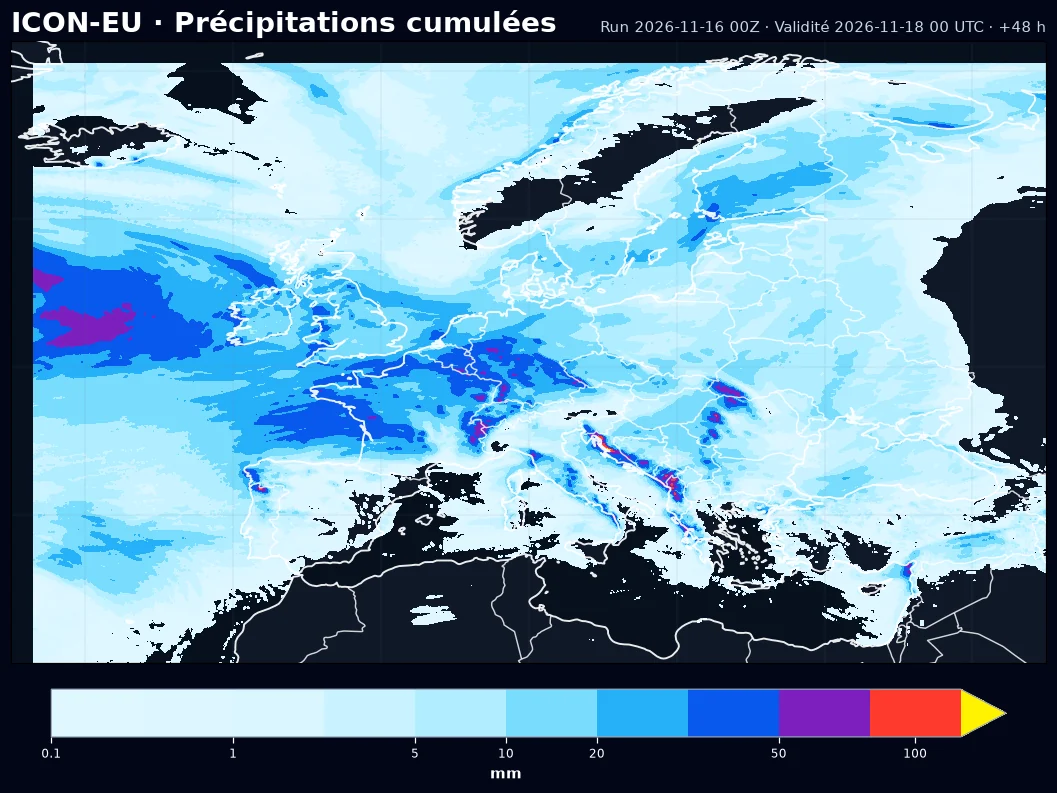 ICON-EU · Précipitations cumulées
Run 2026-11-16 00Z · Validité 2026-11-18 00 UTC · +48 h
0.1 1 5 10 20 50 100
mm